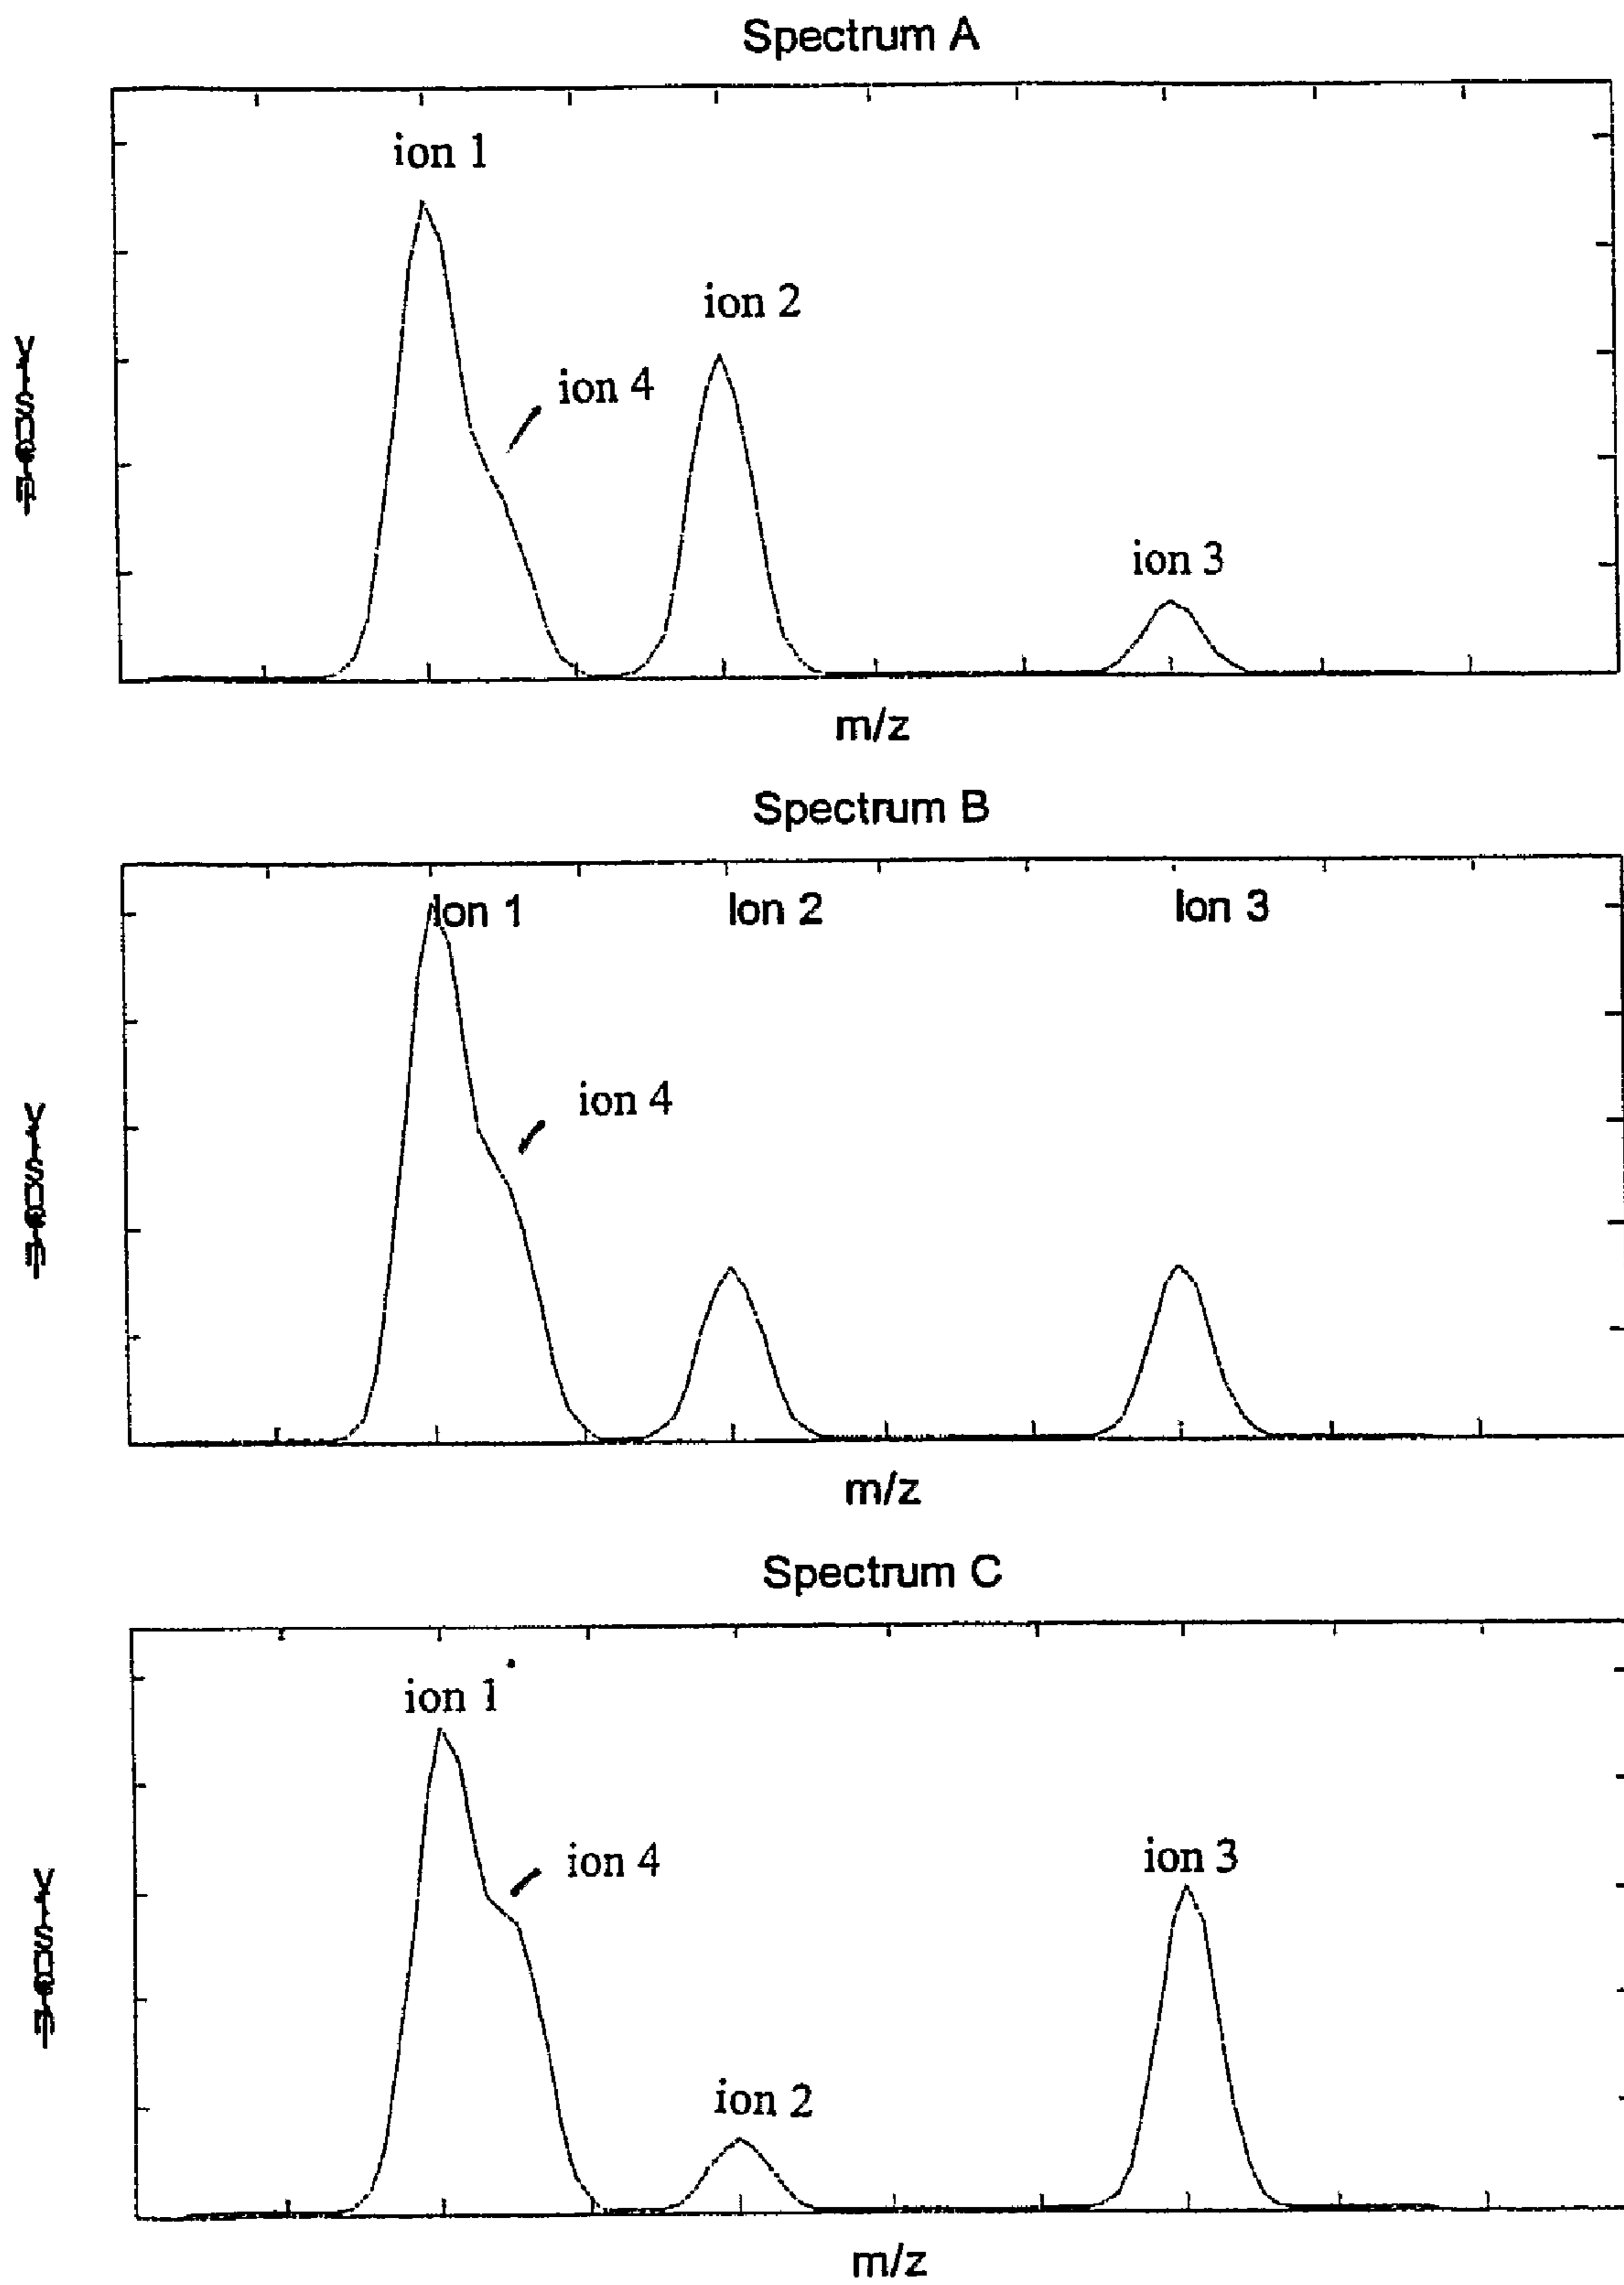 Spectrum A
ion 1
ion 2
ion 4
ion 3
m/z
Spectrum B
Ion 1
Ion 2
Ion 3
ion 4
m/z
Spectrum C
ion 1
ion 4
ion 3
ion 2
m/z